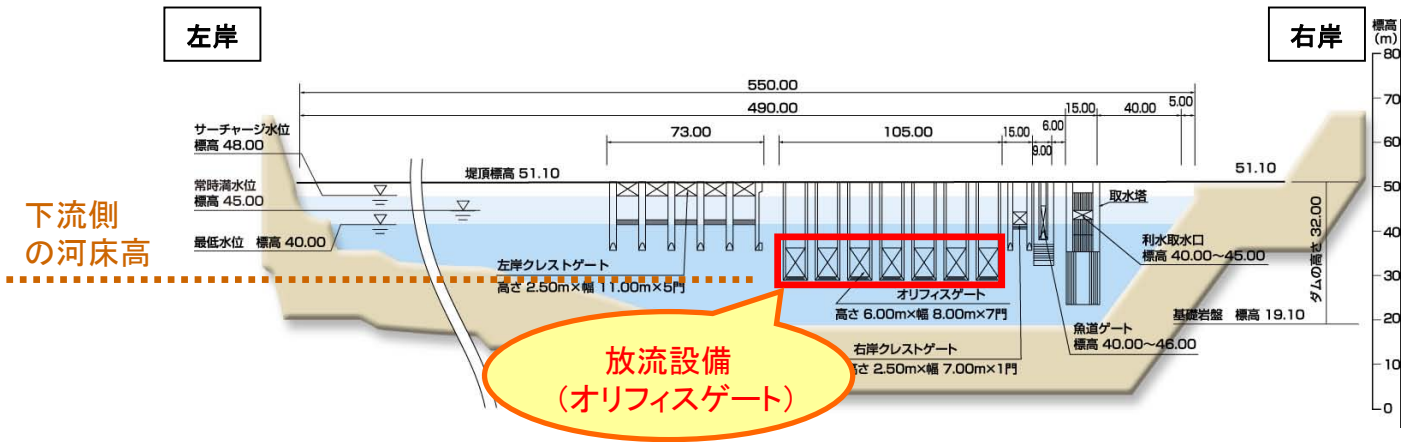 左岸
右岸
標高
(m)
550.00
490.00
15.00
40.00
5.00
73.00
105.00
15.00
6.00
9.00
サーチャージ水位
標高 48.00
常時満水位
標高 45.00
最低水位 標高 40.00
堤頂標高 51.10
51.10
下流側
の河床高
左岸クレストゲート
高さ 2.50m×幅 11.00m×5門
オリフィスゲート
高さ 6.00m×幅 8.00m×7門
右岸クレストゲート
高さ 2.50m×幅 7.00m×1門
取水塔
利水取水口
標高 40.00~45.00
魚道ゲート
標高 40.00~46.00
基礎岩盤 標高 19.10
ダムの高さ 32.00
放流設備
(オリフィスゲート)
80
70
60
50
40
30
20
10
0